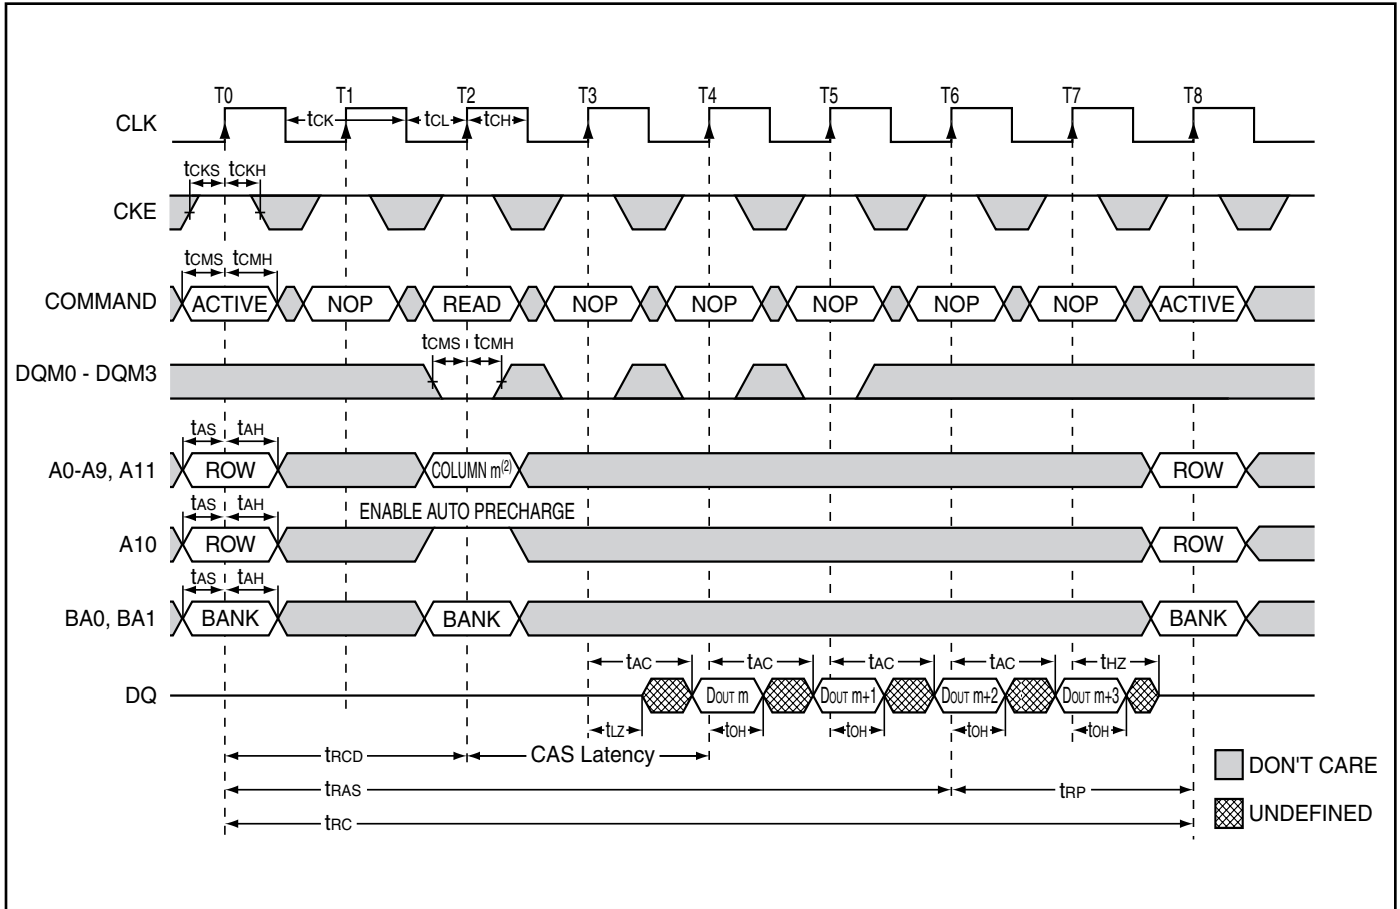 T0 T1 T2 T3 T4 T5 T6 T7 T8
CLK tCK tCL tCH
tCKS tCKH
CKE
tCMS tCMH
COMMAND ACTIVE NOP READ NOP NOP NOP NOP NOP ACTIVE
tCMS tCMH
DQM0 - DQM3
tAS tAH
A0-A9, A11 ROW COLUMN m(2) ROW
tAS tAH ENABLE AUTO PRECHARGE
A10 ROW ROW
tAS tAH
BA0, BA1 BANK BANK BANK
tAC tAC tAC tAC tHZ
DQ DOUT m DOUT m+1 DOUT m+2 DOUT m+3
tLZ tOH tOH tOH tOH
tRCD CAS Latency
DON'T CARE
tRAS tRP
UNDEFINED
tRC